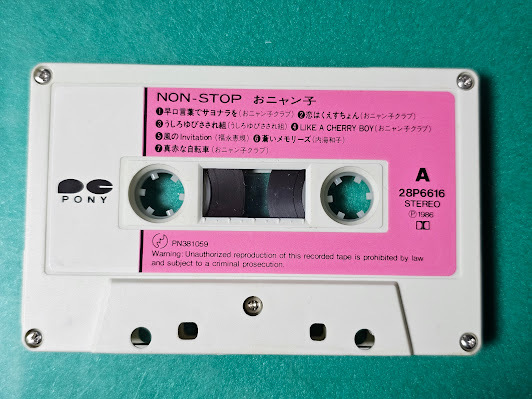 NON-STOP おニャン子
❶早口言葉でサヨナラを(おニャン子クラブ) ❷恋はくえすちょん(おニャン子クラブ)
❸うしろゆびさされ組(うしろゆびさされ組) ❹LIKE A CHERRY BOY(おニャン子クラブ)
❺風のInvitation(福永恵規) ❻蒼いメモリーズ(内海和子)
❼真赤な自転車(おニャン子クラブ)
PONY
A
28P6616
STEREO
Ⓟ1986
PN381059
Warning: Unauthorized reproduction of this recorded tape is prohibited by law
and subject to a criminal prosecution.